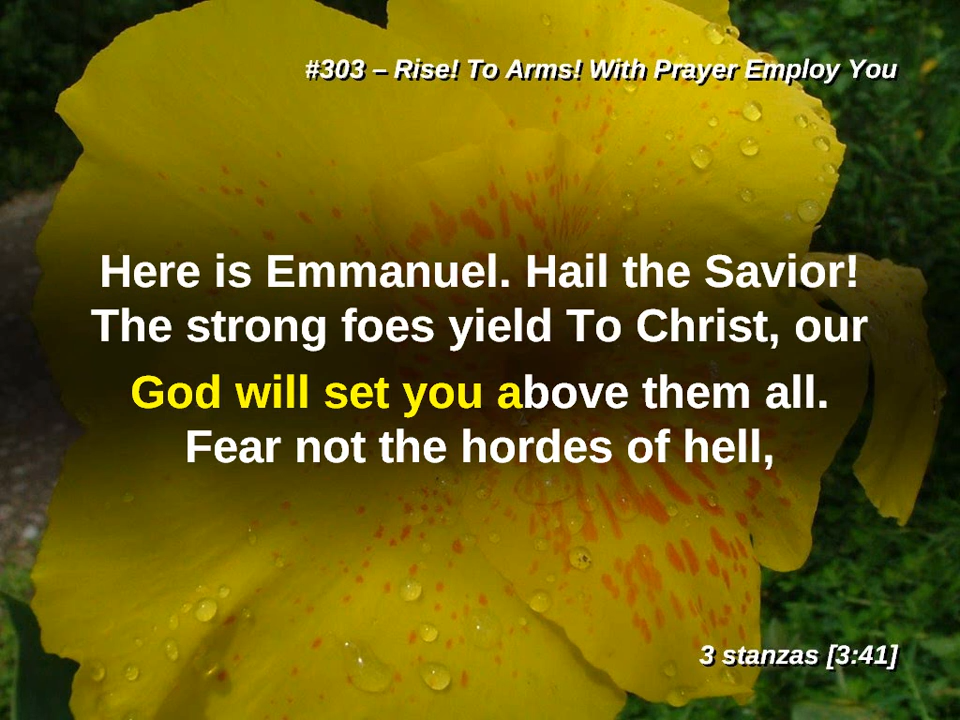 #303 – Rise! To Arms! With Prayer Employ You
Here is Emmanuel. Hail the Savior!
The strong foes yield To Christ, our
God will set you above them all.
Fear not the hordes of hell,
3 stanzas [3:41]